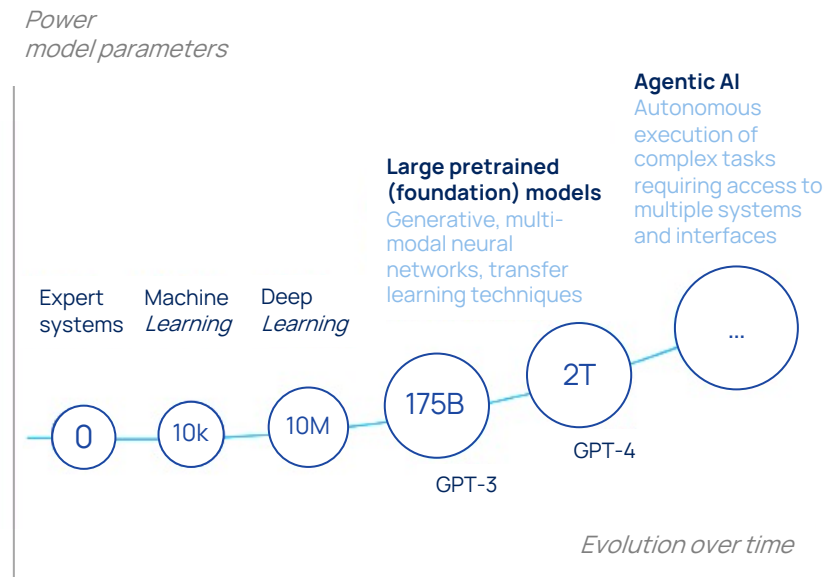 Power
model parameters
Agentic AI
Autonomous
execution of
complex tasks
requiring access to
multiple systems
and interfaces
Large pretrained
(foundation) models
Generative, multi-
modal neural
networks, transfer
learning techniques
Expert
systems
Machine
Learning
Deep
Learning
0
10k
10M
175B
2T
...
GPT-3
GPT-4
Evolution over time